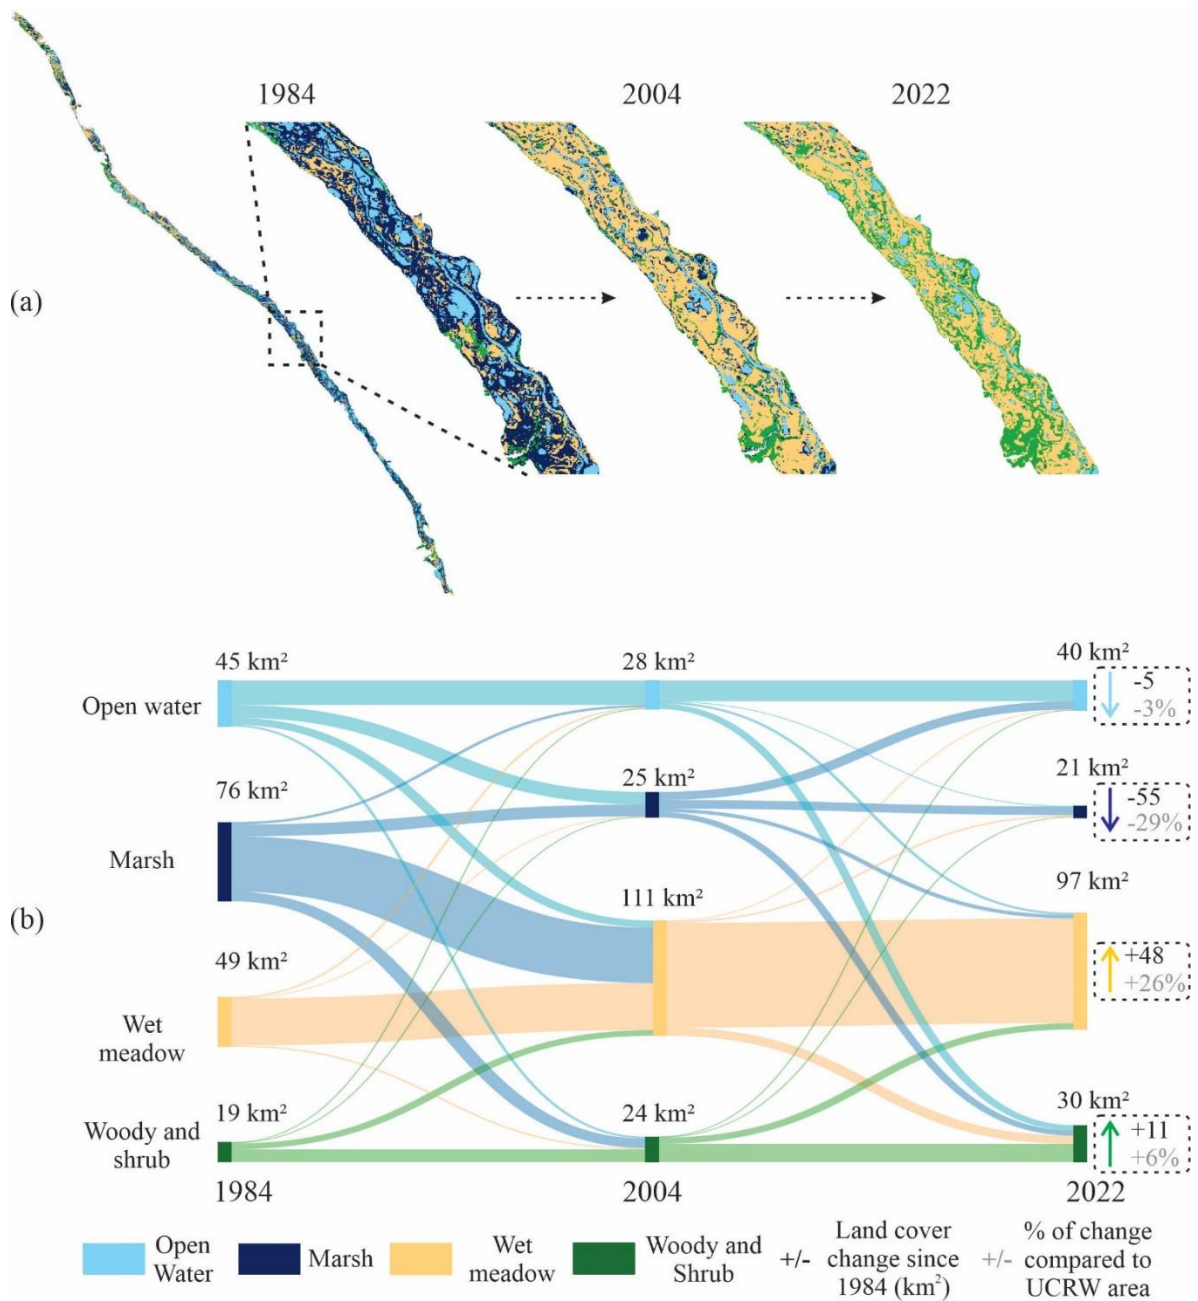 1984
2004
2022
(a)
45 km²
28 km²
40 km²
Open water
-5
-3%
76 km²
25 km²
21 km²
Marsh
-55
-29%
49 km²
111 km²
97 km²
(b)
Wet
meadow
+48
+26%
19 km²
24 km²
30 km²
Woody and
shrub
+11
+6%
1984
2004
2022
Open
Water
Marsh
Wet
meadow
Woody and
Shrub
+/-
Land cover
change since
1984 (km²)
+/-
% of change
compared to
UCRW area